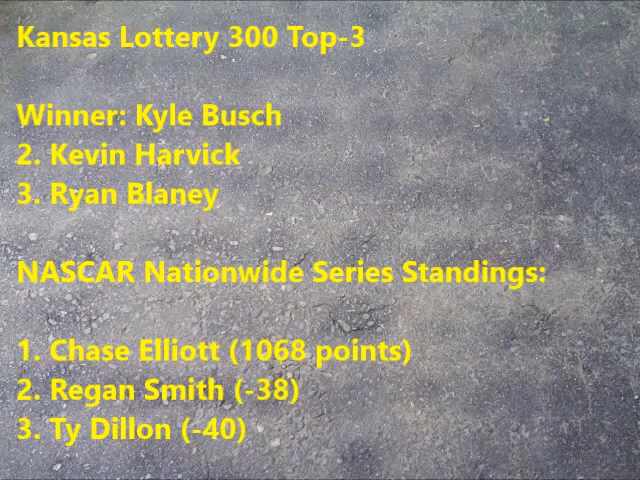 Kansas Lottery 300 Top-3
Winner: Kyle Busch
2. Kevin Harvick
3. Ryan Blaney
NASCAR Nationwide Series Standings:
1. Chase Elliott (1068 points)
2. Regan Smith (-38)
3. Ty Dillon (-40)